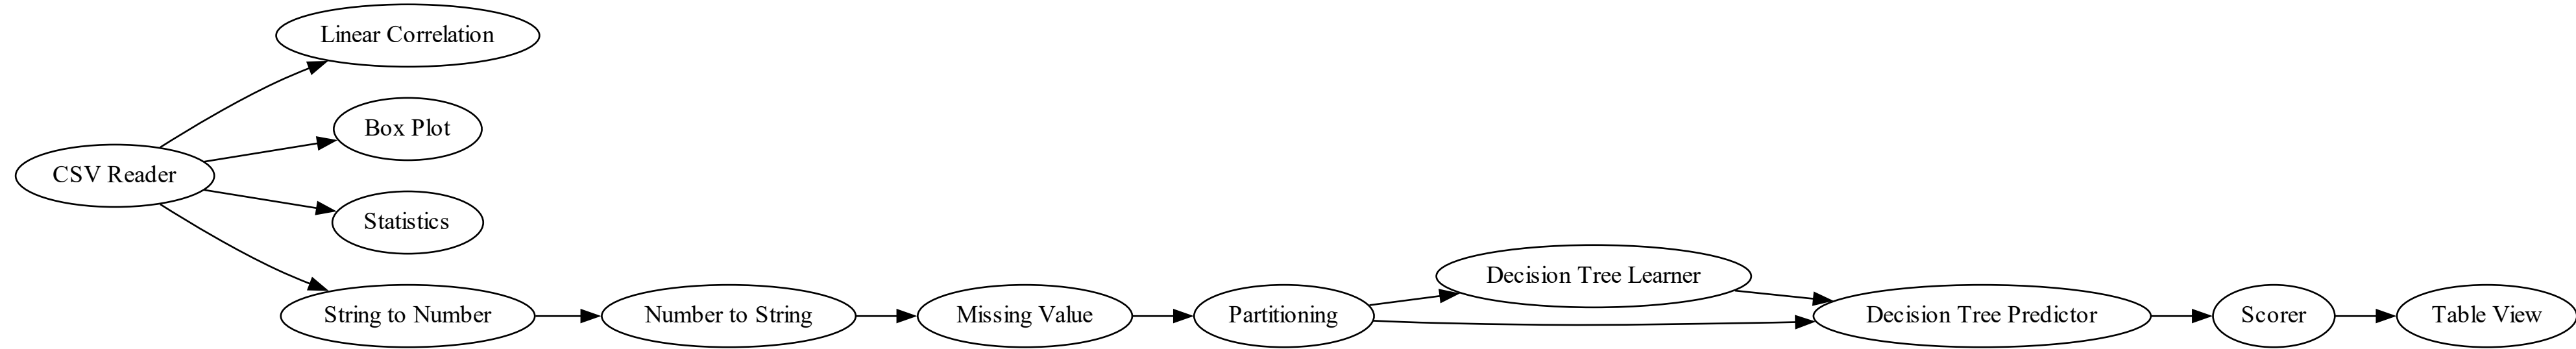 Linear Correlation
Box Plot
CSV Reader
Statistics
Decision Tree Learner
String to Number
Number to String
Missing Value
Partitioning
Decision Tree Predictor
Scorer
Table View